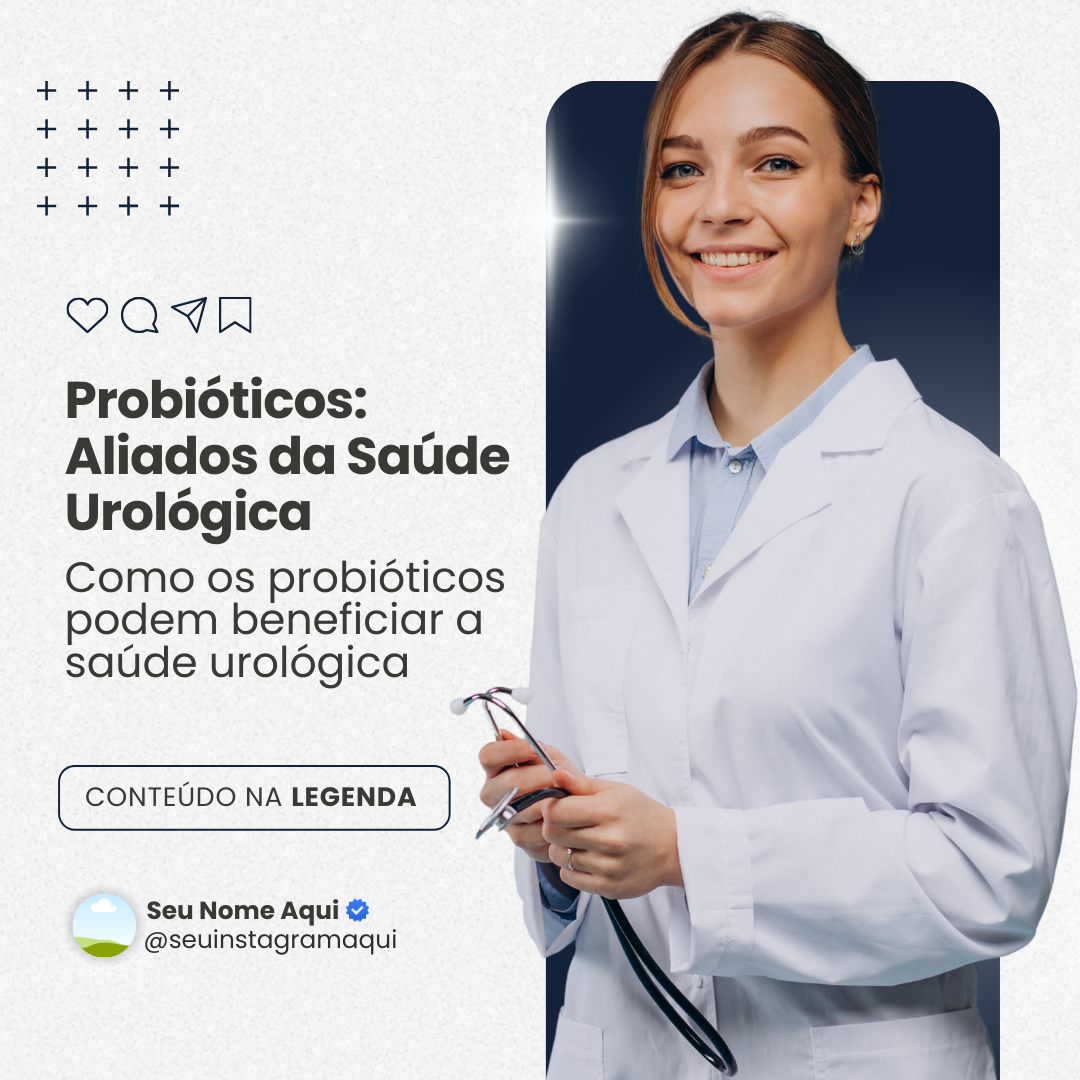 Probióticos:
Aliados da Saúde
Urológica
Como os probióticos
podem beneficiar a
saúde urológica
CONTEÚDO NA LEGENDA
Seu Nome Aqui
@seuinstagramaqui